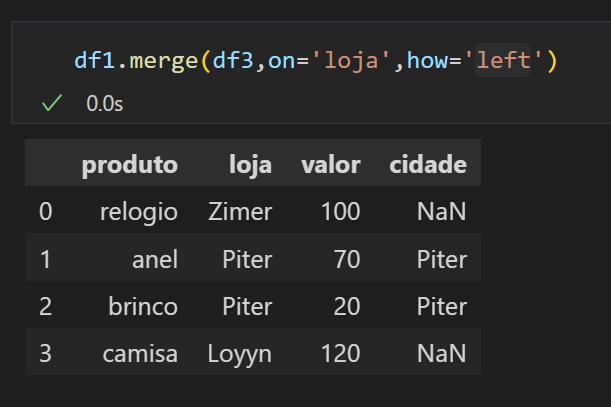 df1.merge(df3,on='loja',how='left')
0.0s
produto loja valor cidade
0 relogio Zimer 100 NaN
1 anel Piter 70 Piter
2 brinco Piter 20 Piter
3 camisa Loyyn 120 NaN